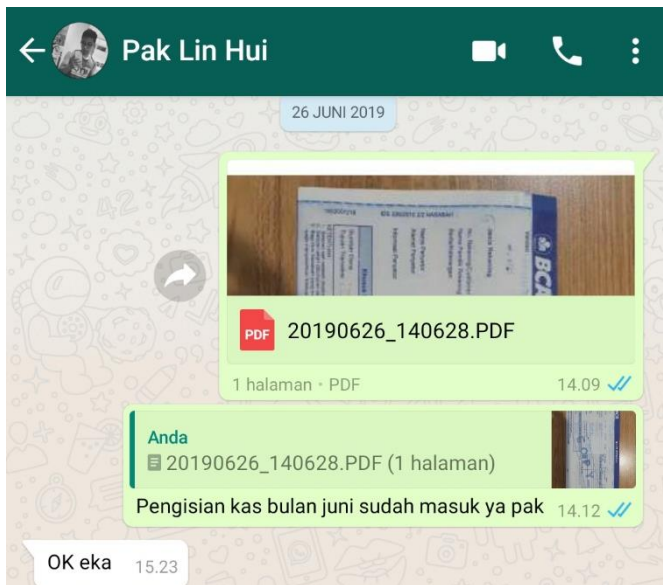 Pak Lin Hui
26 JUNI 2019
BCA
PDF
20190626_140628.PDF
1 halaman • PDF
14.09
Anda
20190626_140628.PDF (1 halaman)
Pengisian kas bulan juni sudah masuk ya pak
14.12
OK eka
15.23